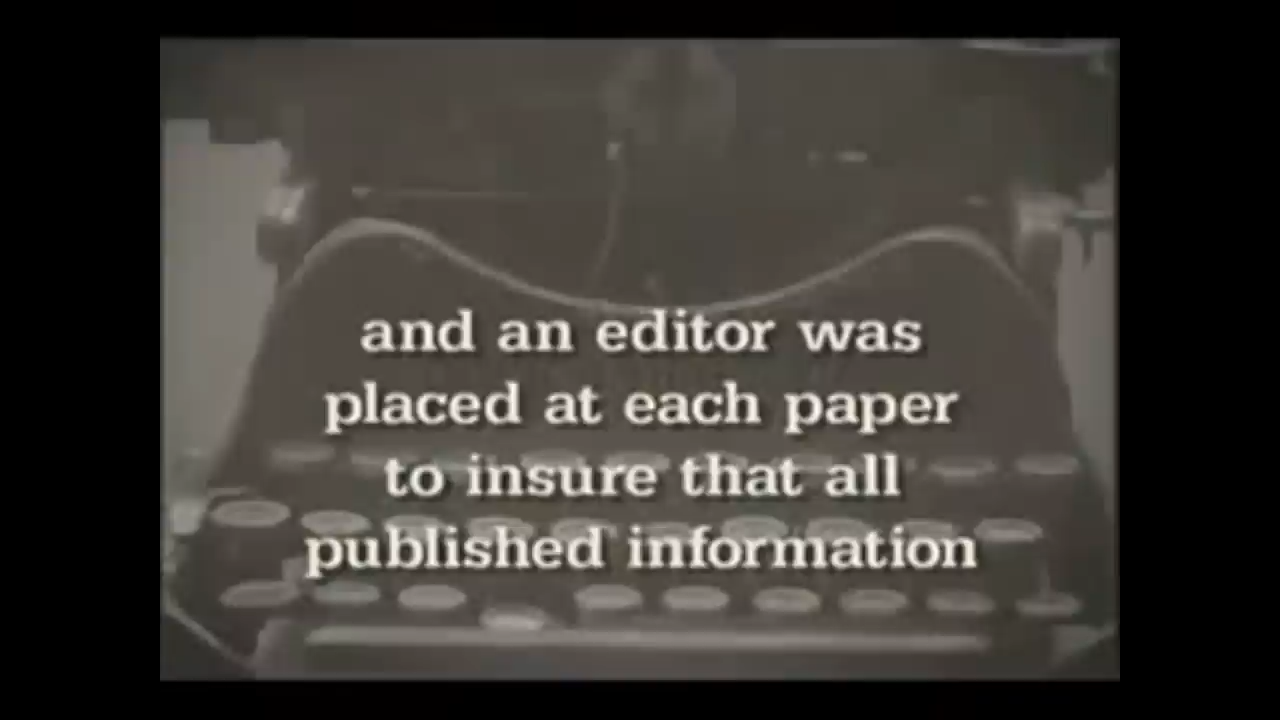 and an editor was
placed at each paper
to insure that all
published information